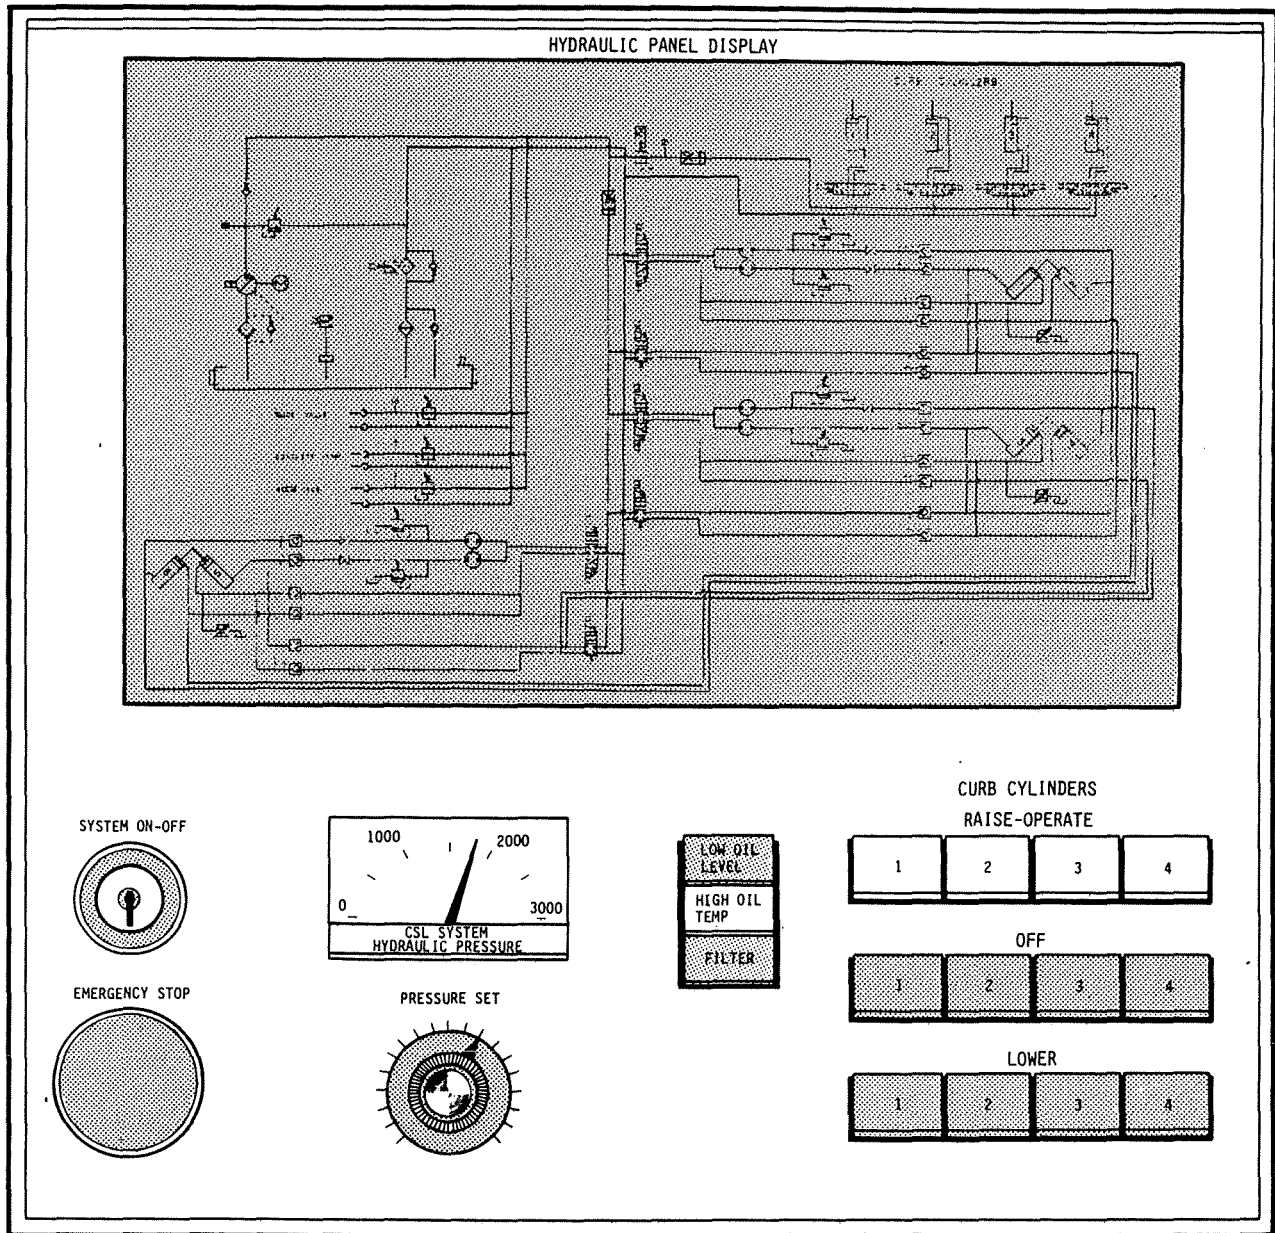 HYDRAULIC PANEL DISPLAY
CURB CYLINDERS
SYSTEM ON-OFF
RAISE-OPERATE
1000
2000
0
3000
CSL SYSTEM
HYDRAULIC PRESSURE
LOW OIL
LEVEL
HIGH OIL
TEMP
FILTER
1 2 3 4
OFF
1 2 3 4
EMERGENCY STOP
PRESSURE SET
LOWER
1 2 3 4